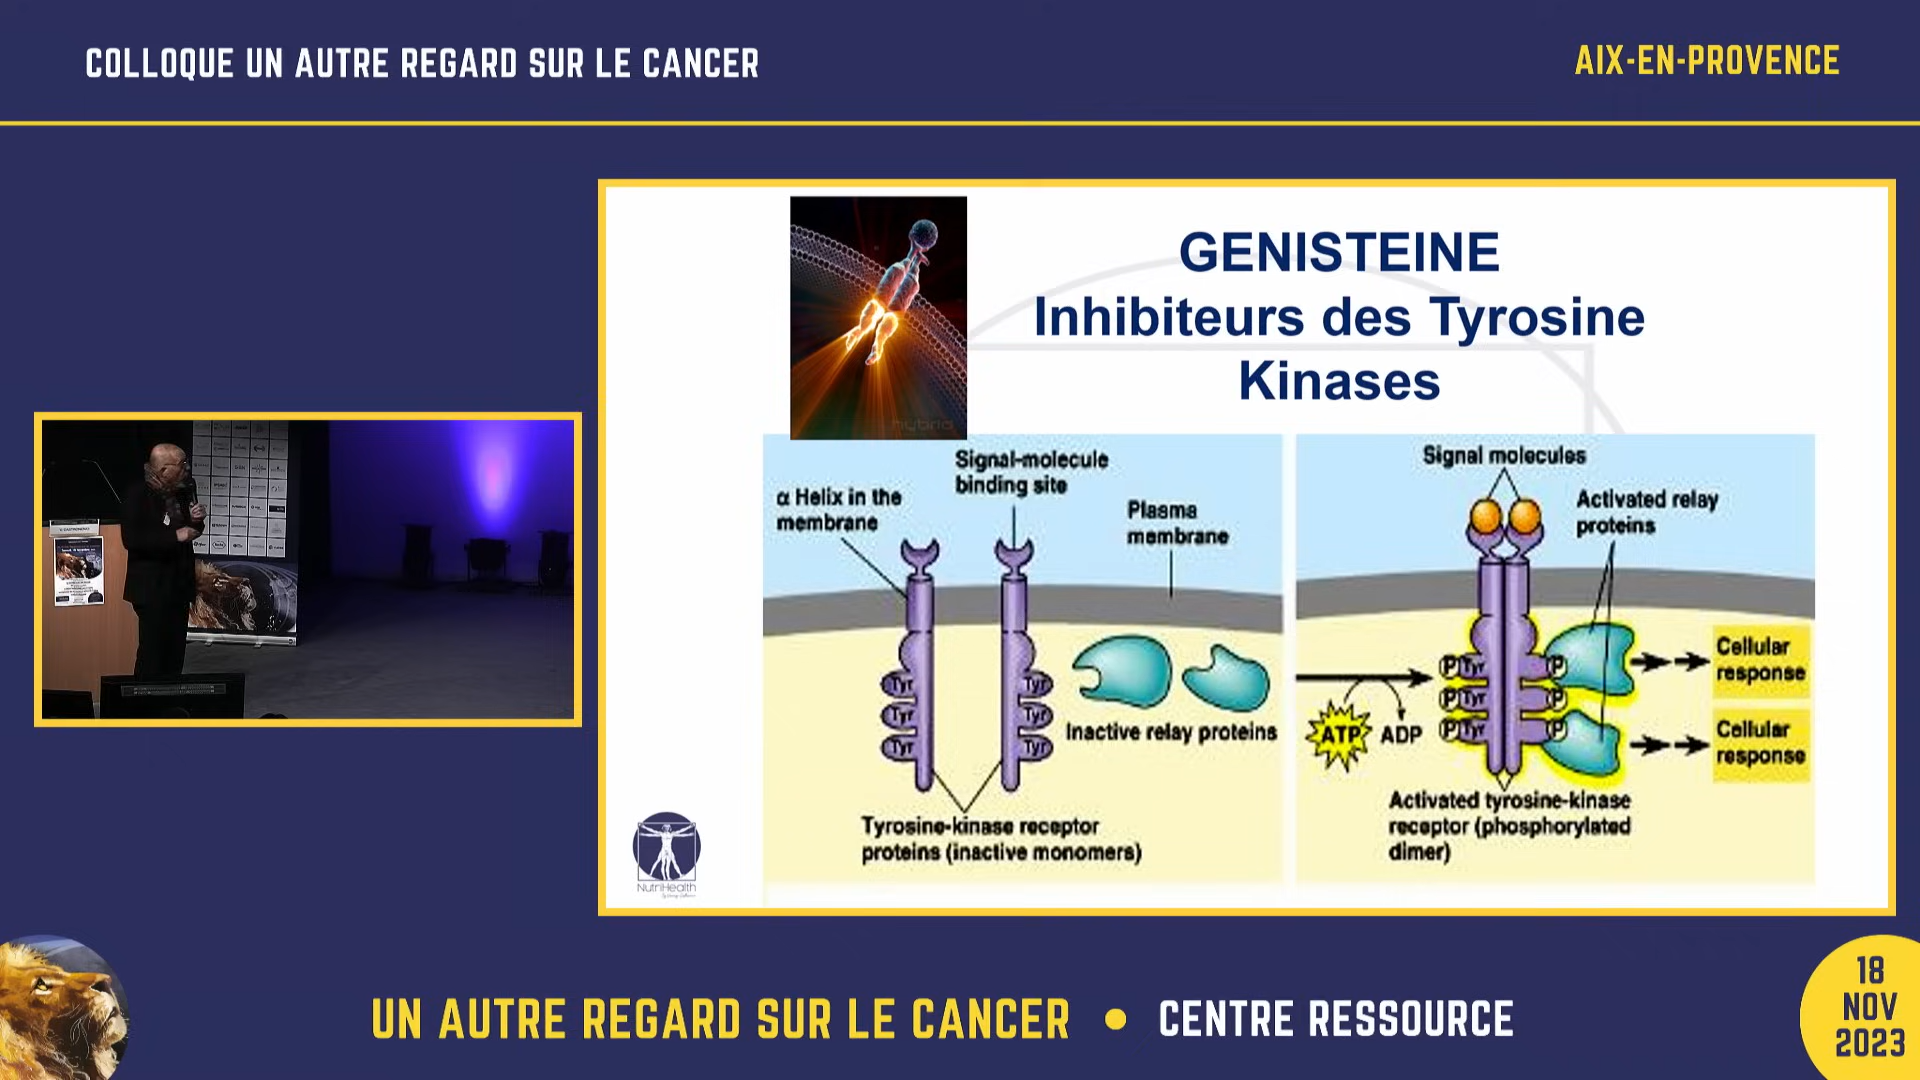 COLLOQUE UN AUTRE REGARD SUR LE CANCER
AIX-EN-PROVENCE
GENISTEINE
Inhibiteurs des Tyrosine
Kinases
hybrid
α Helix in the
membrane
Signal-molecule
binding site
Plasma
membrane
Tyr
Tyr
Tyr
Tyr
Tyr
Tyr
Inactive relay proteins
Tyrosine-kinase receptor
proteins (inactive monomers)
Signal molecules
Activated relay
proteins
P Tyr P
P Tyr P
P Tyr P
ATP ADP
Cellular
response
Cellular
response
Activated tyrosine-kinase
receptor (phosphorylated
dimer)
NutriHealth
UN AUTRE REGARD SUR LE CANCER • CENTRE RESSOURCE
18
NOV
2023